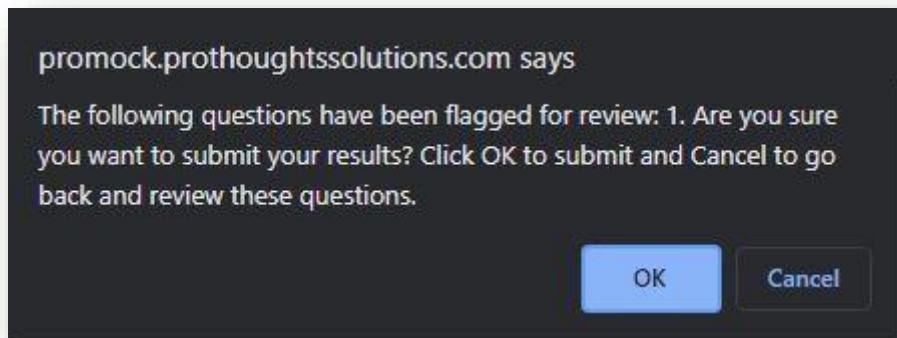 promock.prothoughtssolutions.com says
The following questions have been flagged for review: 1. Are you sure
you want to submit your results? Click OK to submit and Cancel to go
back and review these questions.
OK
Cancel